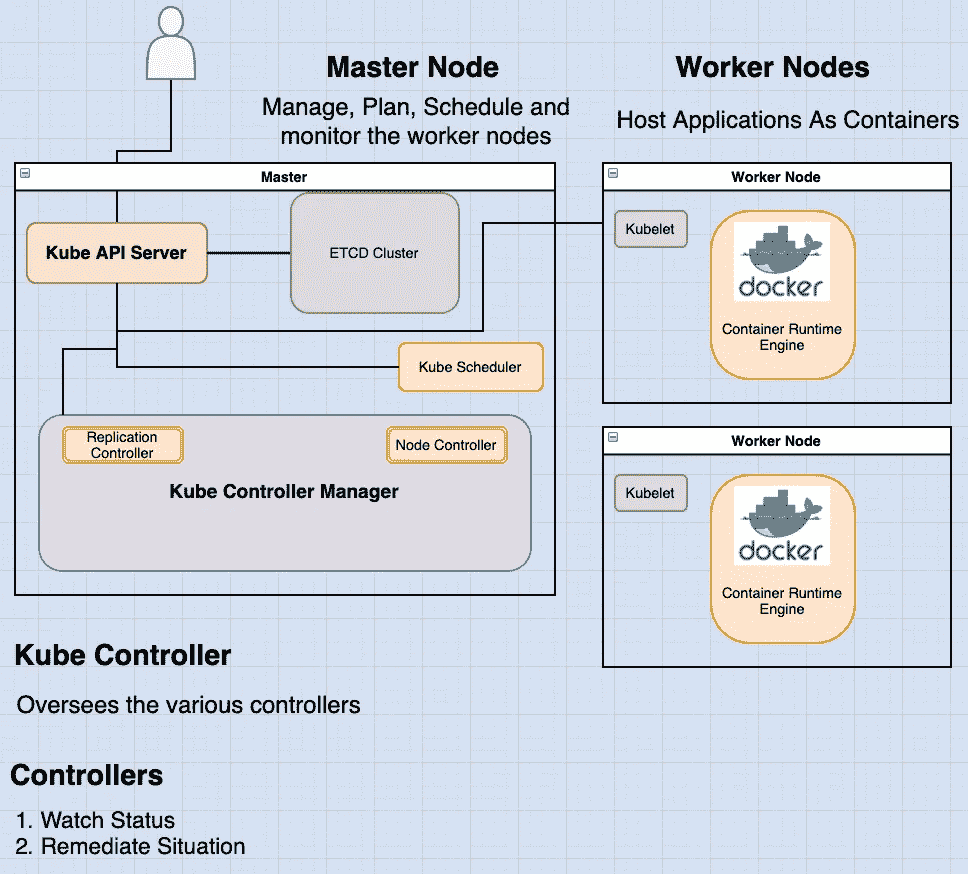 Master Node
Manage, Plan, Schedule and
monitor the worker nodes
Worker Nodes
Host Applications As Containers
Master
Kube API Server
ETCD Cluster
Kube Scheduler
Replication
Controller
Node Controller
Kube Controller Manager
Worker Node
Kubelet
docker
Container Runtime
Engine
Worker Node
Kubelet
docker
Container Runtime
Engine
Kube Controller
Oversees the various controllers
Controllers
1. Watch Status
2. Remediate Situation